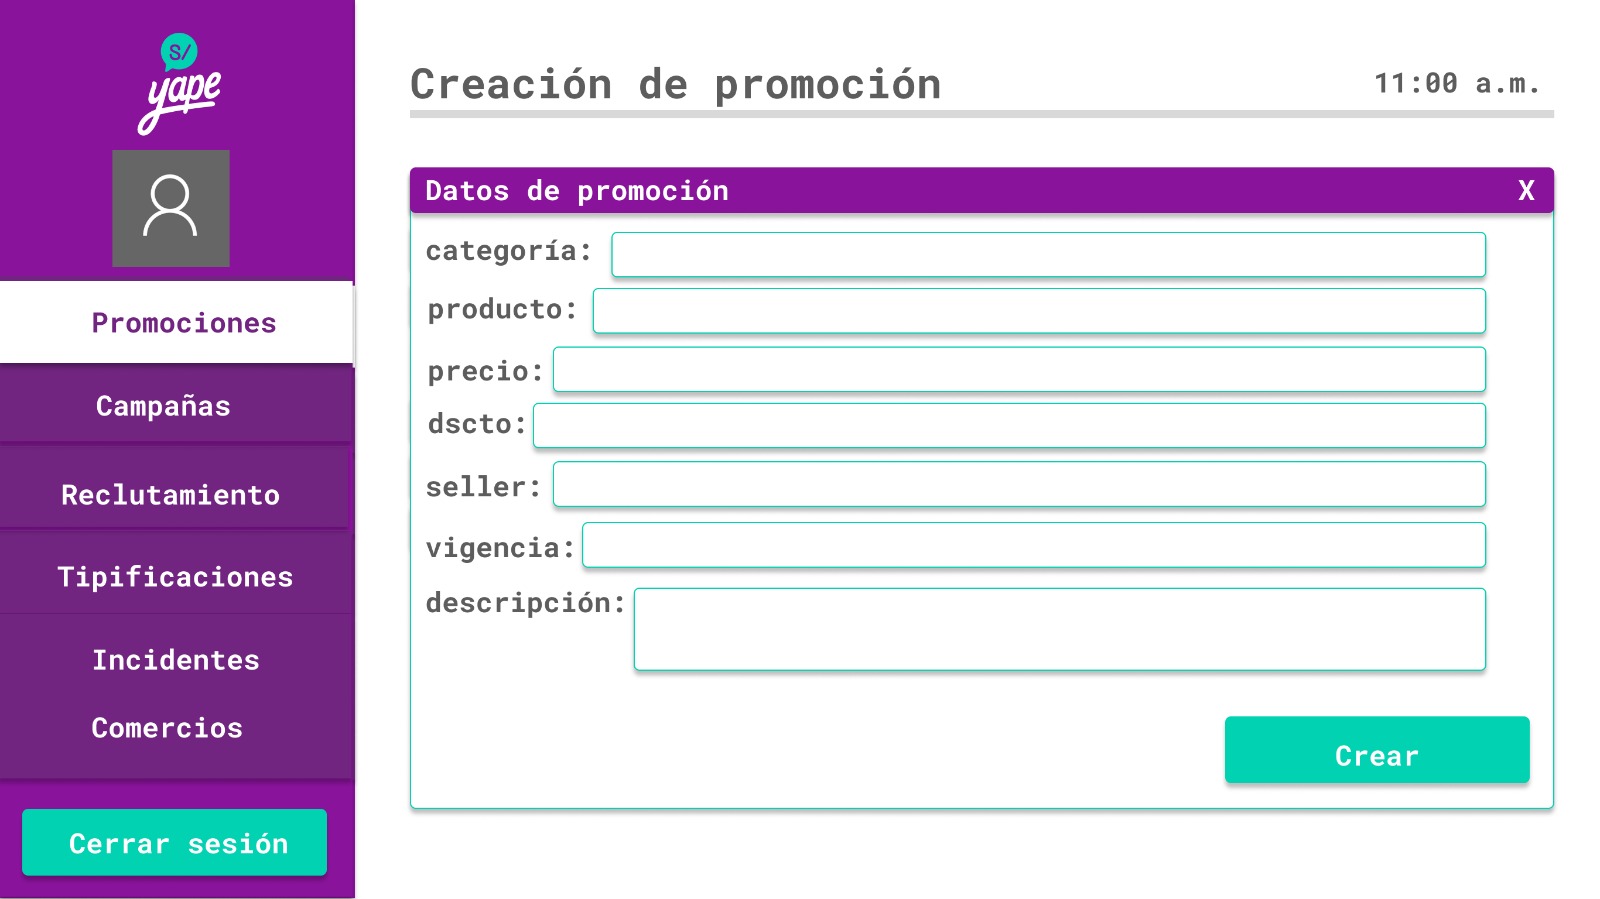 S/
yape
Promociones
Campañas
Reclutamiento
Tipificaciones
Incidentes
Comercios
Cerrar sesión
Creación de promoción
11:00 a.m.
Datos de promoción X
categoría:
producto:
precio:
dscto:
seller:
vigencia:
descripción:
Crear